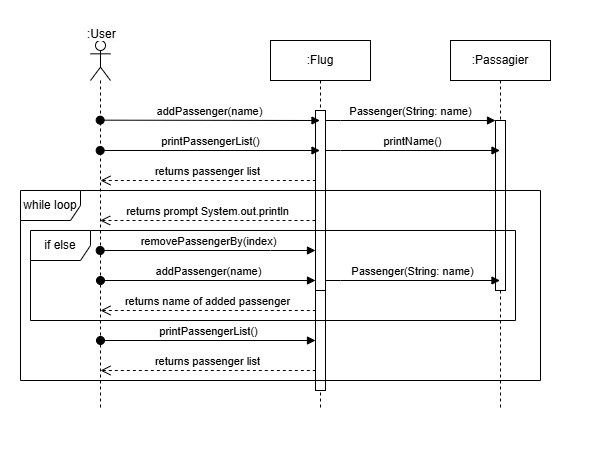 :User
:Flug
:Passagier
addPassenger(name)
Passenger(String: name)
printPassengerList()
printName()
returns passenger list
while loop
returns prompt System.out.println
if else
removePassengerBy(index)
addPassenger(name)
Passenger(String: name)
returns name of added passenger
printPassengerList()
returns passenger list